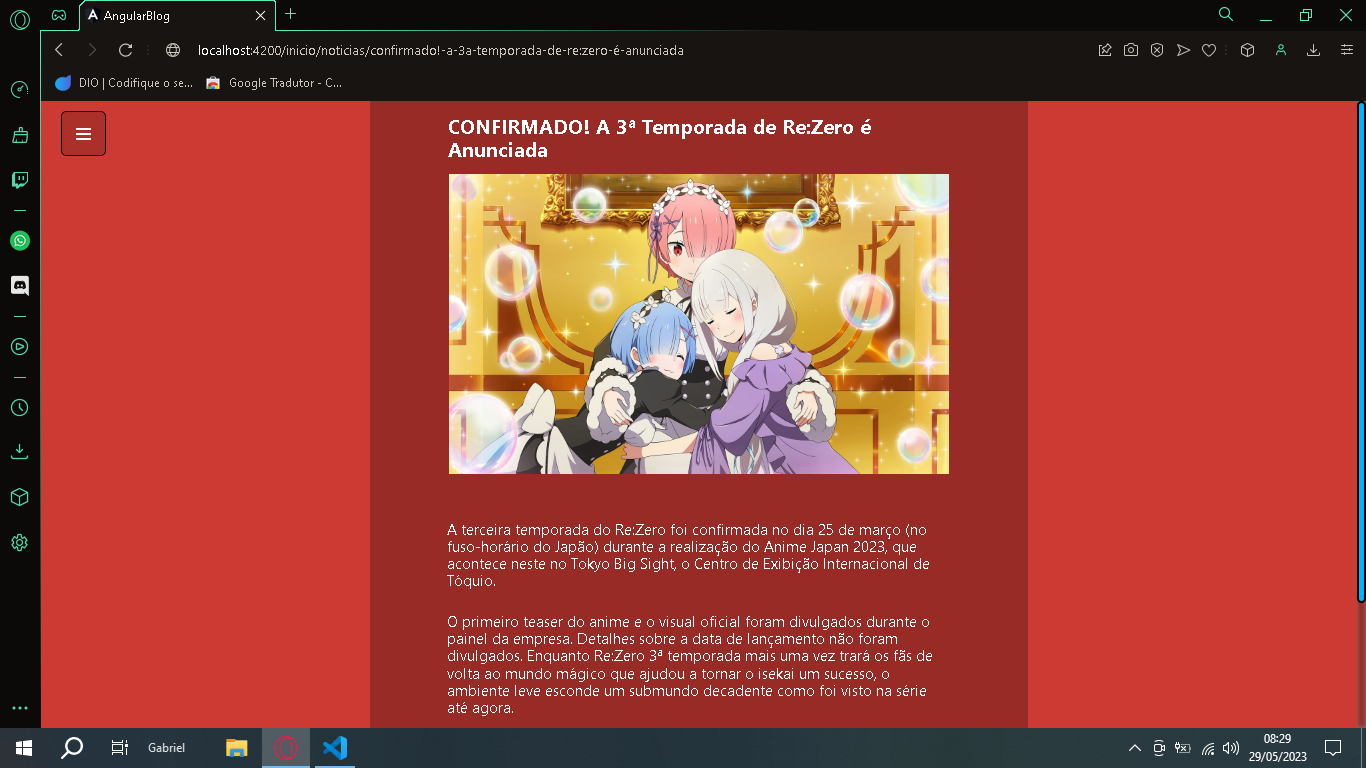 AngularBlog
localhost:4200/inicio/noticias/confirmado!-a-3a-temporada-de-re:zero-é-anunciada
DIO | Codifique o se... Google Tradutor - C...
CONFIRMADO! A 3ª Temporada de Re:Zero é
Anunciada
A terceira temporada do Re:Zero foi confirmada no dia 25 de março (no
fuso-horário do Japão) durante a realização do Anime Japan 2023, que
acontece neste no Tokyo Big Sight, o Centro de Exibição Internacional de
Tóquio.
O primeiro teaser do anime e o visual oficial foram divulgados durante o
painel da empresa. Detalhes sobre a data de lançamento não foram
divulgados. Enquanto Re:Zero 3ª temporada mais uma vez trará os fãs de
volta ao mundo mágico que ajudou a tornar o isekai um sucesso, o
ambiente leve esconde um submundo decadente como foi visto na série
até agora.
Gabriel
08:29
29/05/2023